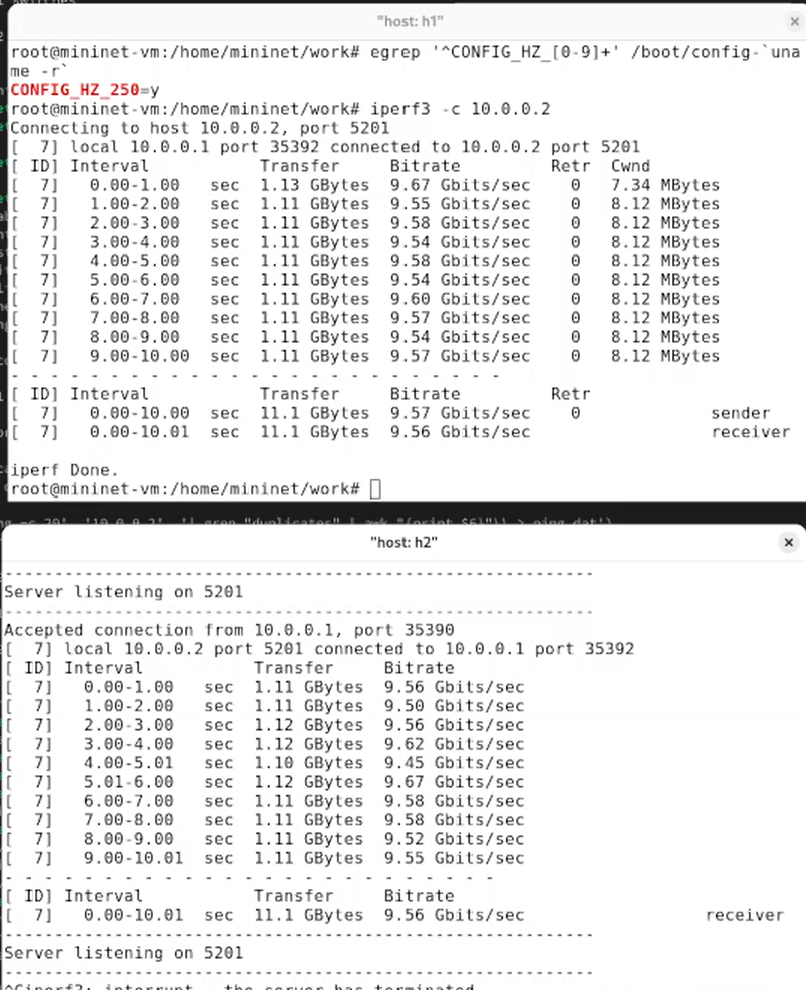 "host: h1"
root@mininet-vm:/home/mininet/work# egrep '^CONFIG_HZ_[0-9]+' /boot/config-`una
me -r`
CONFIG_HZ_250=y
root@mininet-vm:/home/mininet/work# iperf3 -c 10.0.0.2
Connecting to host 10.0.0.2, port 5201
[  7] local 10.0.0.1 port 35392 connected to 10.0.0.2 port 5201
[ ID] Interval           Transfer     Bitrate         Retr  Cwnd
[  7]   0.00-1.00   sec  1.13 GBytes  9.67 Gbits/sec    0   7.34 MBytes
[  7]   1.00-2.00   sec  1.11 GBytes  9.55 Gbits/sec    0   8.12 MBytes
[  7]   2.00-3.00   sec  1.11 GBytes  9.58 Gbits/sec    0   8.12 MBytes
[  7]   3.00-4.00   sec  1.11 GBytes  9.54 Gbits/sec    0   8.12 MBytes
[  7]   4.00-5.00   sec  1.11 GBytes  9.58 Gbits/sec    0   8.12 MBytes
[  7]   5.00-6.00   sec  1.11 GBytes  9.54 Gbits/sec    0   8.12 MBytes
[  7]   6.00-7.00   sec  1.11 GBytes  9.60 Gbits/sec    0   8.12 MBytes
[  7]   7.00-8.00   sec  1.11 GBytes  9.57 Gbits/sec    0   8.12 MBytes
[  7]   8.00-9.00   sec  1.11 GBytes  9.54 Gbits/sec    0   8.12 MBytes
[  7]   9.00-10.00  sec  1.11 GBytes  9.57 Gbits/sec    0   8.12 MBytes
- - - - - - - - - - - - - - - - - - - - - - - - -
[ ID] Interval           Transfer     Bitrate         Retr
[  7]   0.00-10.00  sec  11.1 GBytes  9.57 Gbits/sec    0             sender
[  7]   0.00-10.01  sec  11.1 GBytes  9.56 Gbits/sec                  receiver
iperf Done.
root@mininet-vm:/home/mininet/work#
"host: h2"
-----------------------------------------------------------
Server listening on 5201
-----------------------------------------------------------
Accepted connection from 10.0.0.1, port 35390
[  7] local 10.0.0.2 port 5201 connected to 10.0.0.1 port 35392
[ ID] Interval           Transfer     Bitrate
[  7]   0.00-1.00   sec  1.11 GBytes  9.56 Gbits/sec
[  7]   1.00-2.00   sec  1.11 GBytes  9.50 Gbits/sec
[  7]   2.00-3.00   sec  1.12 GBytes  9.56 Gbits/sec
[  7]   3.00-4.00   sec  1.12 GBytes  9.62 Gbits/sec
[  7]   4.00-5.01   sec  1.10 GBytes  9.45 Gbits/sec
[  7]   5.01-6.00   sec  1.12 GBytes  9.67 Gbits/sec
[  7]   6.00-7.00   sec  1.11 GBytes  9.58 Gbits/sec
[  7]   7.00-8.00   sec  1.11 GBytes  9.58 Gbits/sec
[  7]   8.00-9.00   sec  1.11 GBytes  9.52 Gbits/sec
[  7]   9.00-10.01  sec  1.11 GBytes  9.55 Gbits/sec
- - - - - - - - - - - - - - - - - - - - - - - - -
[ ID] Interval           Transfer     Bitrate
[  7]   0.00-10.01  sec  11.1 GBytes  9.56 Gbits/sec                  receiver
-----------------------------------------------------------
Server listening on 5201
-----------------------------------------------------------